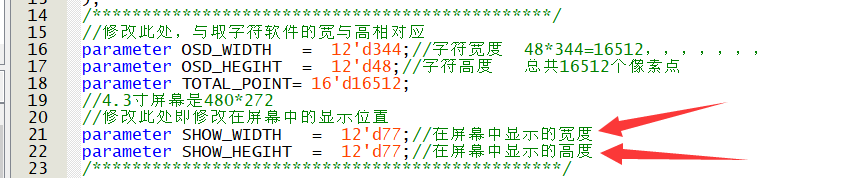 14 /*************************************************/
15 //修改此处，与取字符软件的宽与高相对应
16 parameter OSD_WIDTH   =  12'd344;//字符宽度  48*344=16512，，，，，，，
17 parameter OSD_HEGIHT  =  12'd48;//字符高度   总共16512个像素点
18 parameter TOTAL_POINT= 16'd16512;
19 //4.3寸屏幕是480*272
20 //修改此处即修改在屏幕中的显示位置
21 parameter SHOW_WIDTH   =  12'd77;//在屏幕中显示的宽度
22 parameter SHOW_HEGIHT  =  12'd77;//在屏幕中显示的高度
23 /*************************************************/